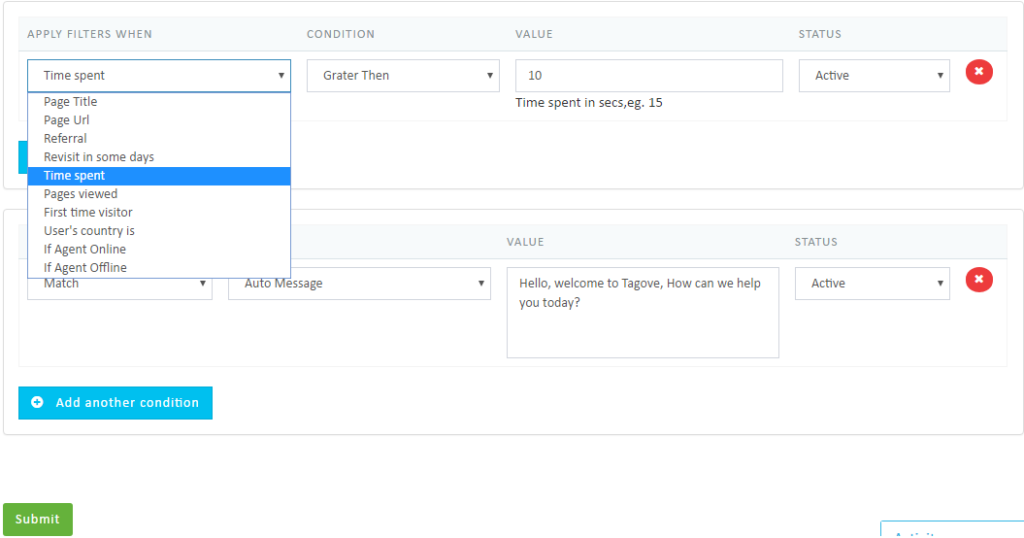 APPLY FILTERS WHEN CONDITION VALUE STATUS
Time spent Grater Then 10 Active
Time spent in secs,eg. 15
Page Title
Page Url
Referral
Revisit in some days
Time spent
Pages viewed
First time visitor
User's country is
If Agent Online
If Agent Offline
VALUE STATUS
Match Auto Message Hello, welcome to Tagove, How can we help Active
you today?
Add another condition
Submit